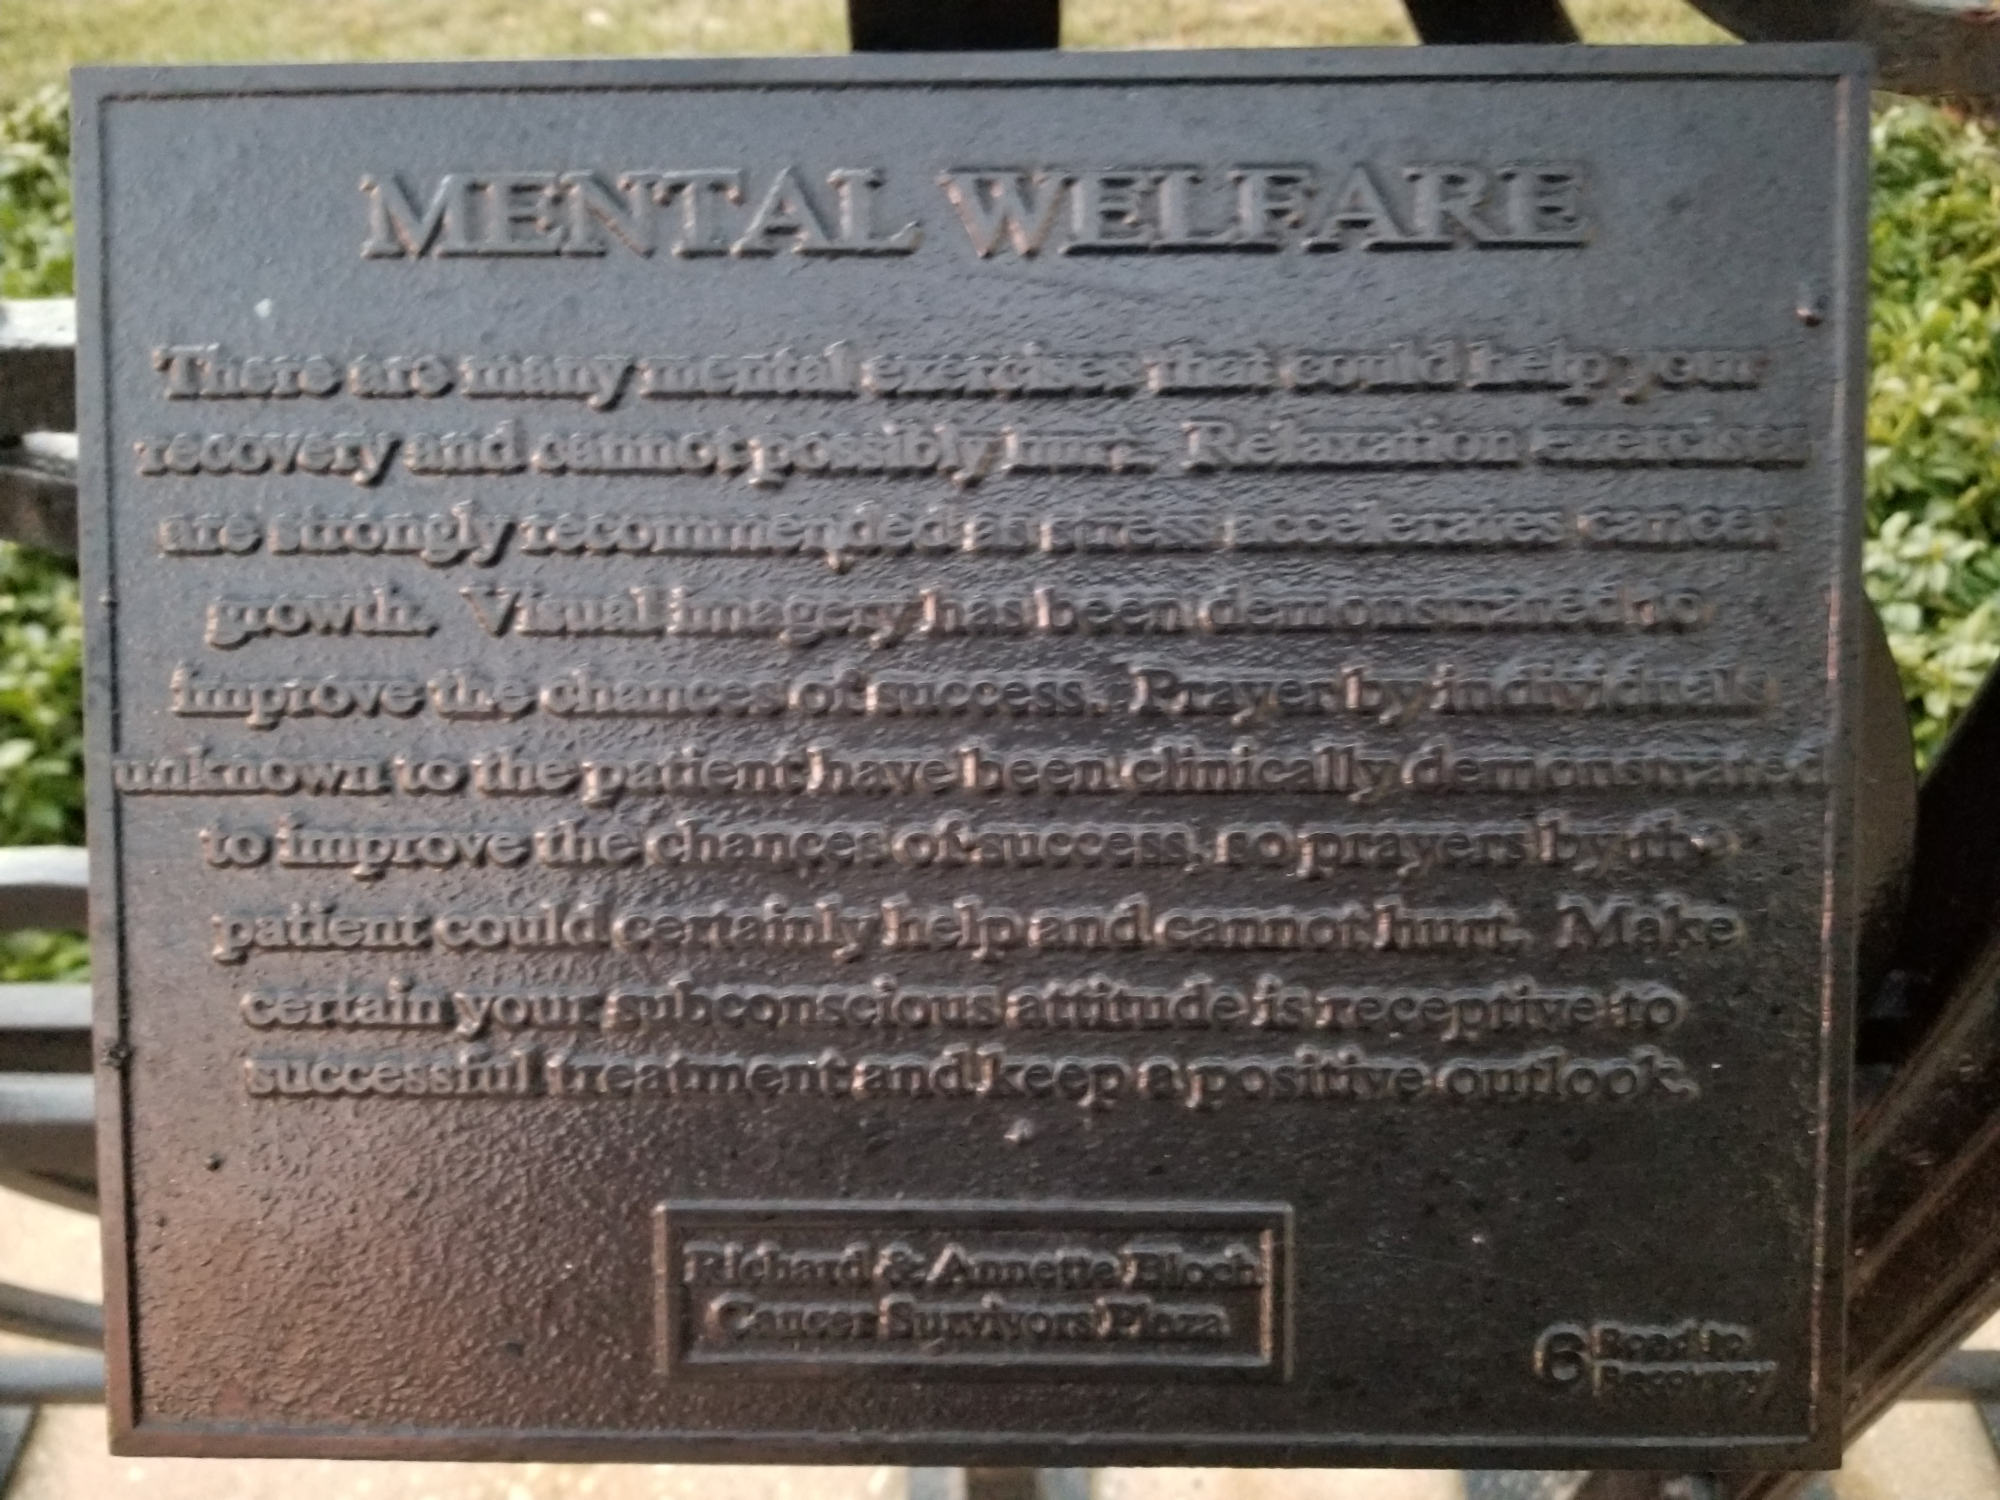 MENTAL WELFARE
There are many mental exercises that could help your
recovery and cannot possibly hurt. Relaxation exercises
are strongly recommended as stress accelerates cancer
growth. Visual imagery has been demonstrated to
improve the chances of success. Prayer by individuals
unknown to the patient have been clinically demonstrated
to improve the chances of success, so prayers by the
patient could certainly help and cannot hurt. Make
certain your subconscious attitude is receptive to
successful treatment and keep a positive outlook.
Richard & Annette Bloch
Cancer Survivors Plaza
6 Road to
Recovery